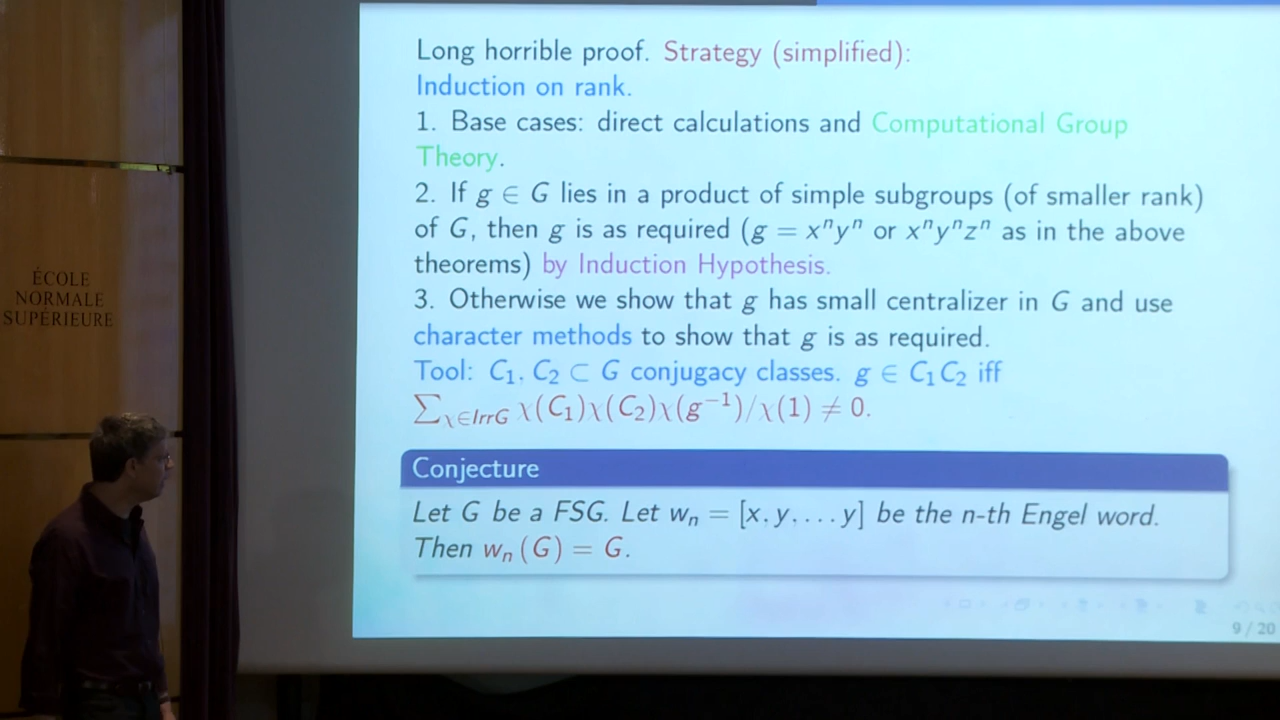 ÉCOLE
NORMALE
SUPÉRIEURE
Long horrible proof. Strategy (simplified):
Induction on rank.
1. Base cases: direct calculations and Computational Group
Theory.
2. If g ∈ G lies in a product of simple subgroups (of smaller rank)
of G, then g is as required (g = xⁿyⁿ or xⁿyⁿzⁿ as in the above
theorems) by Induction Hypothesis.
3. Otherwise we show that g has small centralizer in G and use
character methods to show that g is as required.
Tool: C₁, C₂ ⊂ G conjugacy classes. g ∈ C₁C₂ iff
∑_{χ∈IrrG} χ(C₁)χ(C₂)χ(g⁻¹)/χ(1) ≠ 0.
Conjecture
Let G be a FSG. Let wₙ = [x, y, . . . , y] be the n-th Engel word.
Then wₙ(G) = G.
9 / 20